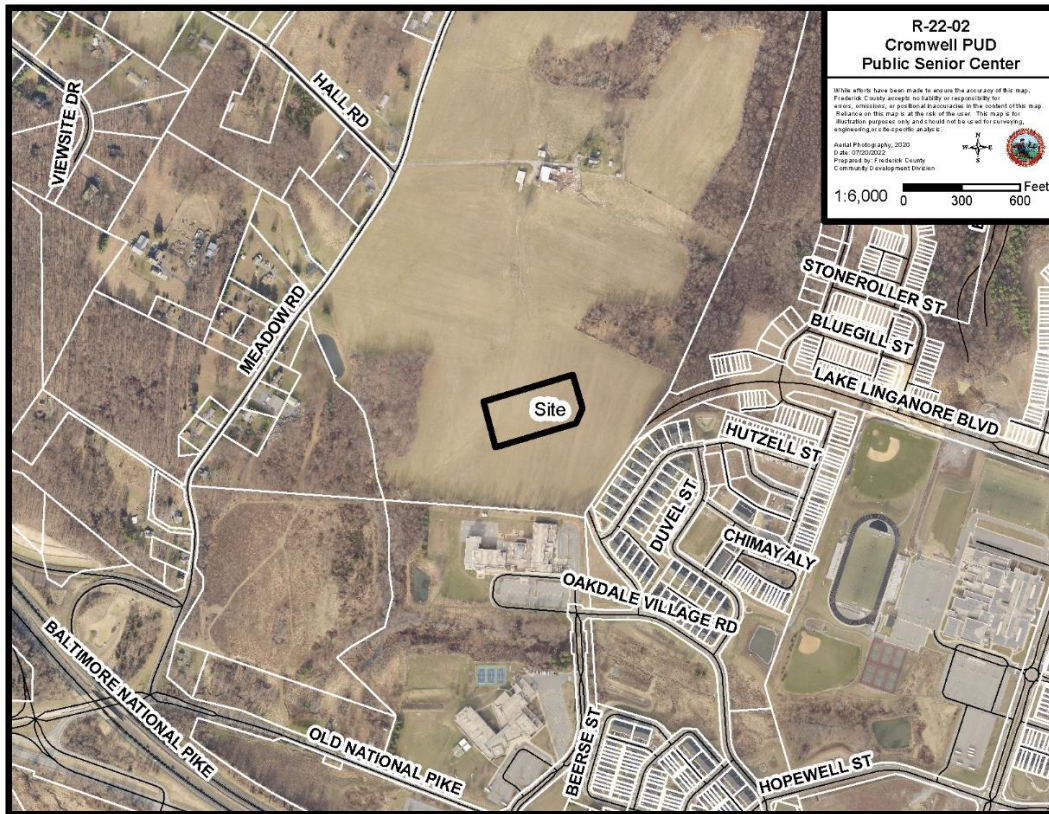 R-22-02
Cromwell PUD
Public Senior Center
While efforts have been made to ensure the accuracy of this map,
Frederick County accepts no liability or responsibility for
errors, omissions, or positional inaccuracies in the content of this map.
Reliance on this map is at the risk of the user. This map is for
illustration purposes only and should not be used for surveying,
engineering, or site-specific analysis.
Aerial Photography, 2020
Date: 07/20/2022
Prepared by: Frederick County
Community Development Division
N
W E
S
1:6,000
Feet
0 300 600
VIEWSITE DR
HALL RD
MEADOW RD
STONEROLLER ST
BLUEGILL ST
LAKE LINGANORE BLVD
Site
HUTZELL ST
DUVEL ST
CHIMAY ALY
OAKDALE VILLAGE RD
BALTIMORE NATIONAL PIKE
OLD NATIONAL PIKE
BEERSE ST
HOPEWELL ST